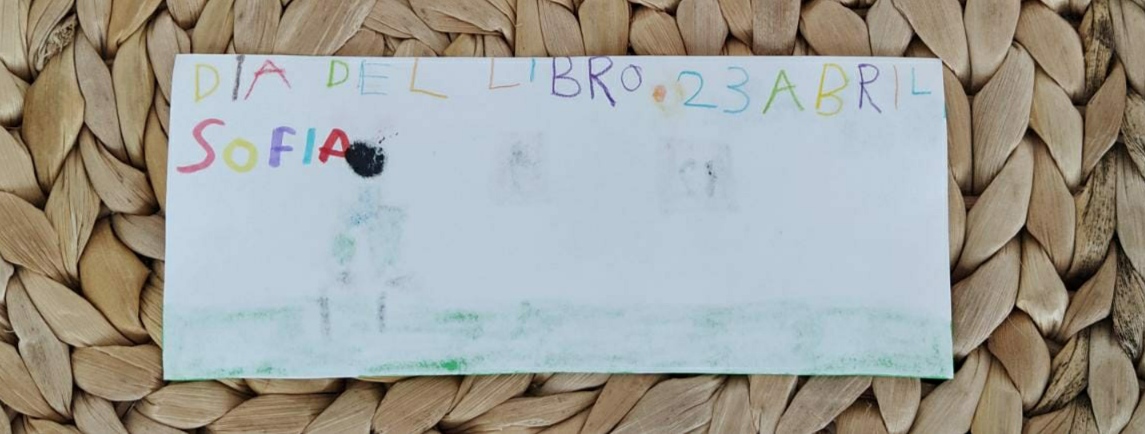 DIA DEL LIBRO. 23 ABRIL
SOFIA